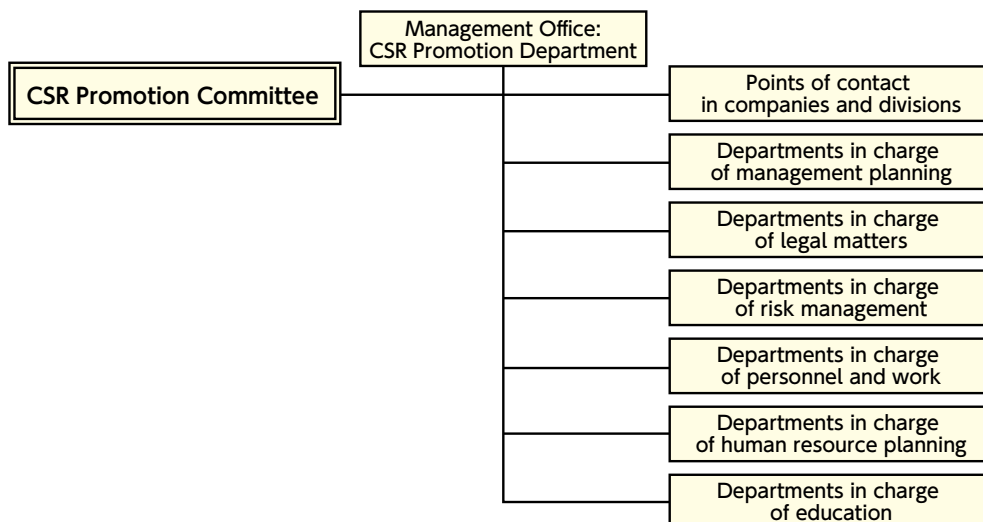 Management Office:
CSR Promotion Department
CSR Promotion Committee
Points of contact
in companies and divisions
Departments in charge
of management planning
Departments in charge
of legal matters
Departments in charge
of risk management
Departments in charge
of personnel and work
Departments in charge
of human resource planning
Departments in charge
of education